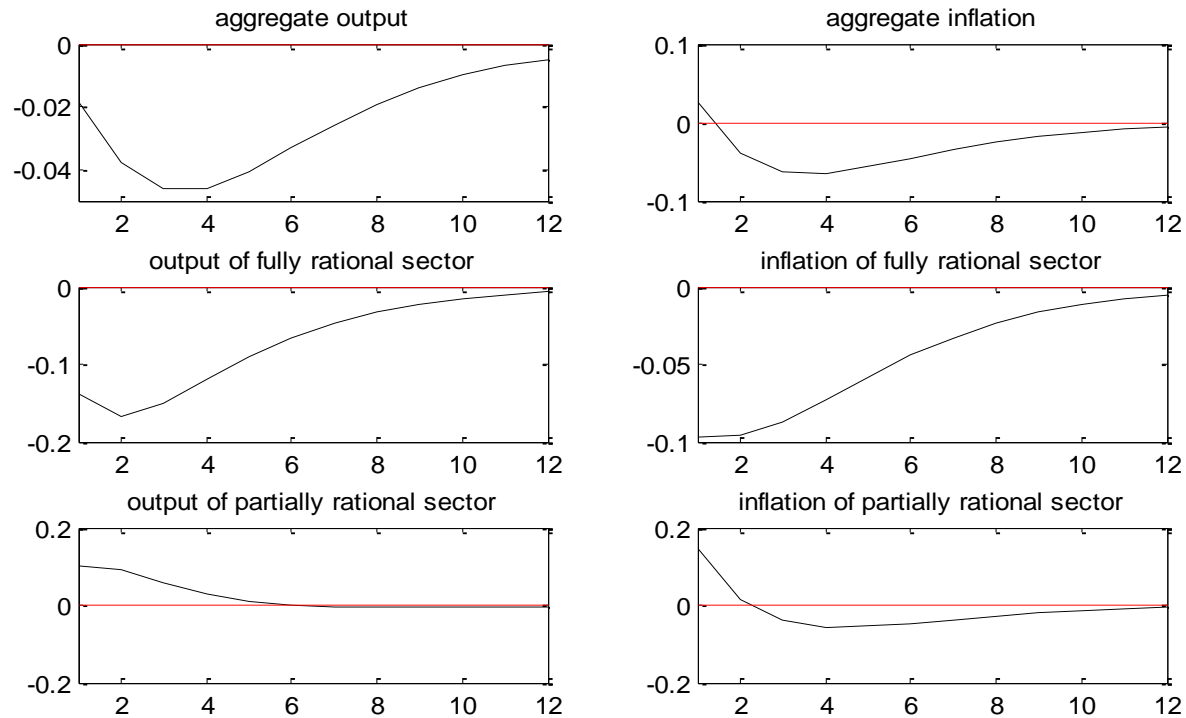 aggregate output
0
-0.02
-0.04
2 4 6 8 10 12
aggregate inflation
0.1
0
-0.1
2 4 6 8 10 12
output of fully rational sector
0
-0.1
-0.2
2 4 6 8 10 12
inflation of fully rational sector
0
-0.05
-0.1
2 4 6 8 10 12
output of partially rational sector
0.2
0
-0.2
2 4 6 8 10 12
inflation of partially rational sector
0.2
0
-0.2
2 4 6 8 10 12